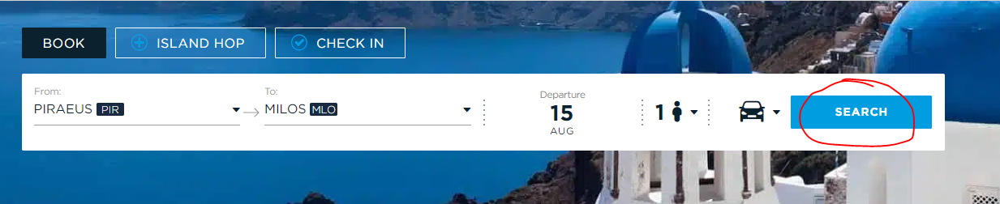 BOOK
ISLAND HOP
CHECK IN
From:
PIRAEUS PIR
To:
MILOS MLO
Departure
15
AUG
1
SEARCH